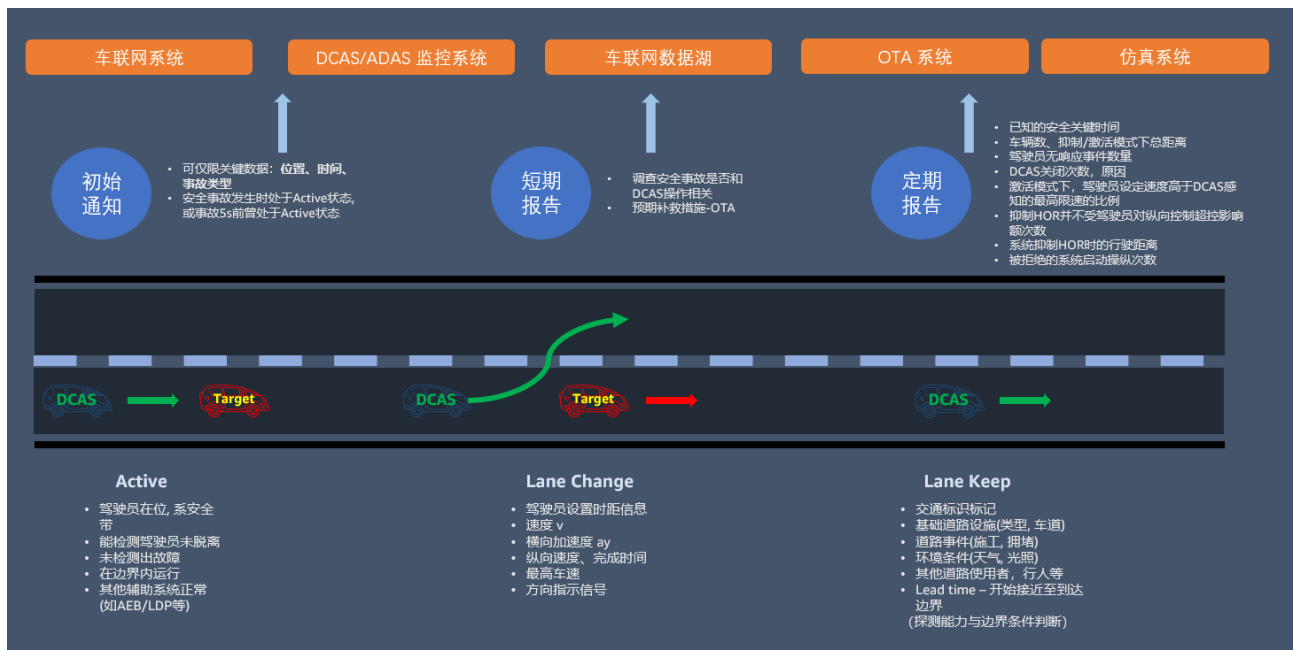 车联网系统
DCAS/ADAS 监控系统
车联网数据湖
OTA 系统
仿真系统
初始
通知
• 可仅限关键数据：位置、时间、
事故类型
• 安全事故发生时处于Active状态,
或事故5s前曾处于Active状态
短期
报告
• 调查安全事故是否和
DCAS操作相关
• 预期补救措施-OTA
定期
报告
• 已知的安全关键时间
• 车辆数、抑制/激活模式下总距离
• 驾驶员无响应事件数量
• DCAS关闭次数，原因
• 激活模式下，驾驶员设定速度高于DCAS感
知的最高限速的比例
• 抑制HOR并不受驾驶员对纵向控制超控影响
额次数
• 系统抑制HOR时的行驶距离
• 被拒绝的系统启动操纵次数
DCAS
Target
DCAS
Target
DCAS
Active
• 驾驶员在位, 系安全
带
• 能检测驾驶员未脱离
• 未检测出故障
• 在边界内运行
• 其他辅助系统正常
(如AEB/LDP等)
Lane Change
• 驾驶员设置时距信息
• 速度 v
• 横向加速度 ay
• 纵向速度、完成时间
• 最高车速
• 方向指示信号
Lane Keep
• 交通标识标记
• 基础道路设施(类型, 车道)
• 道路事件(施工, 拥堵)
• 环境条件(天气, 光照)
• 其他道路使用者，行人等
• Lead time – 开始接近至到达
边界
(探测能力与边界条件判断)